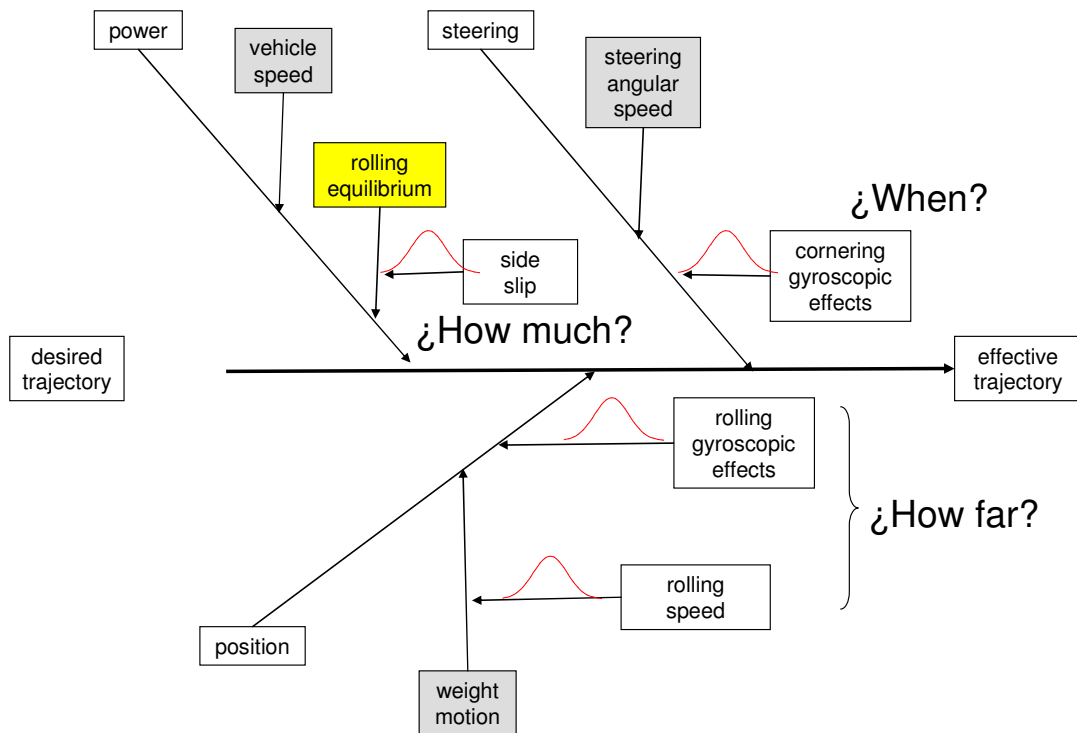 power
vehicle
speed
steering
steering
angular
speed
rolling
equilibrium
¿When?
side
slip
cornering
gyroscopic
effects
¿How much?
desired
trajectory
effective
trajectory
rolling
gyroscopic
effects
¿How far?
rolling
speed
position
weight
motion